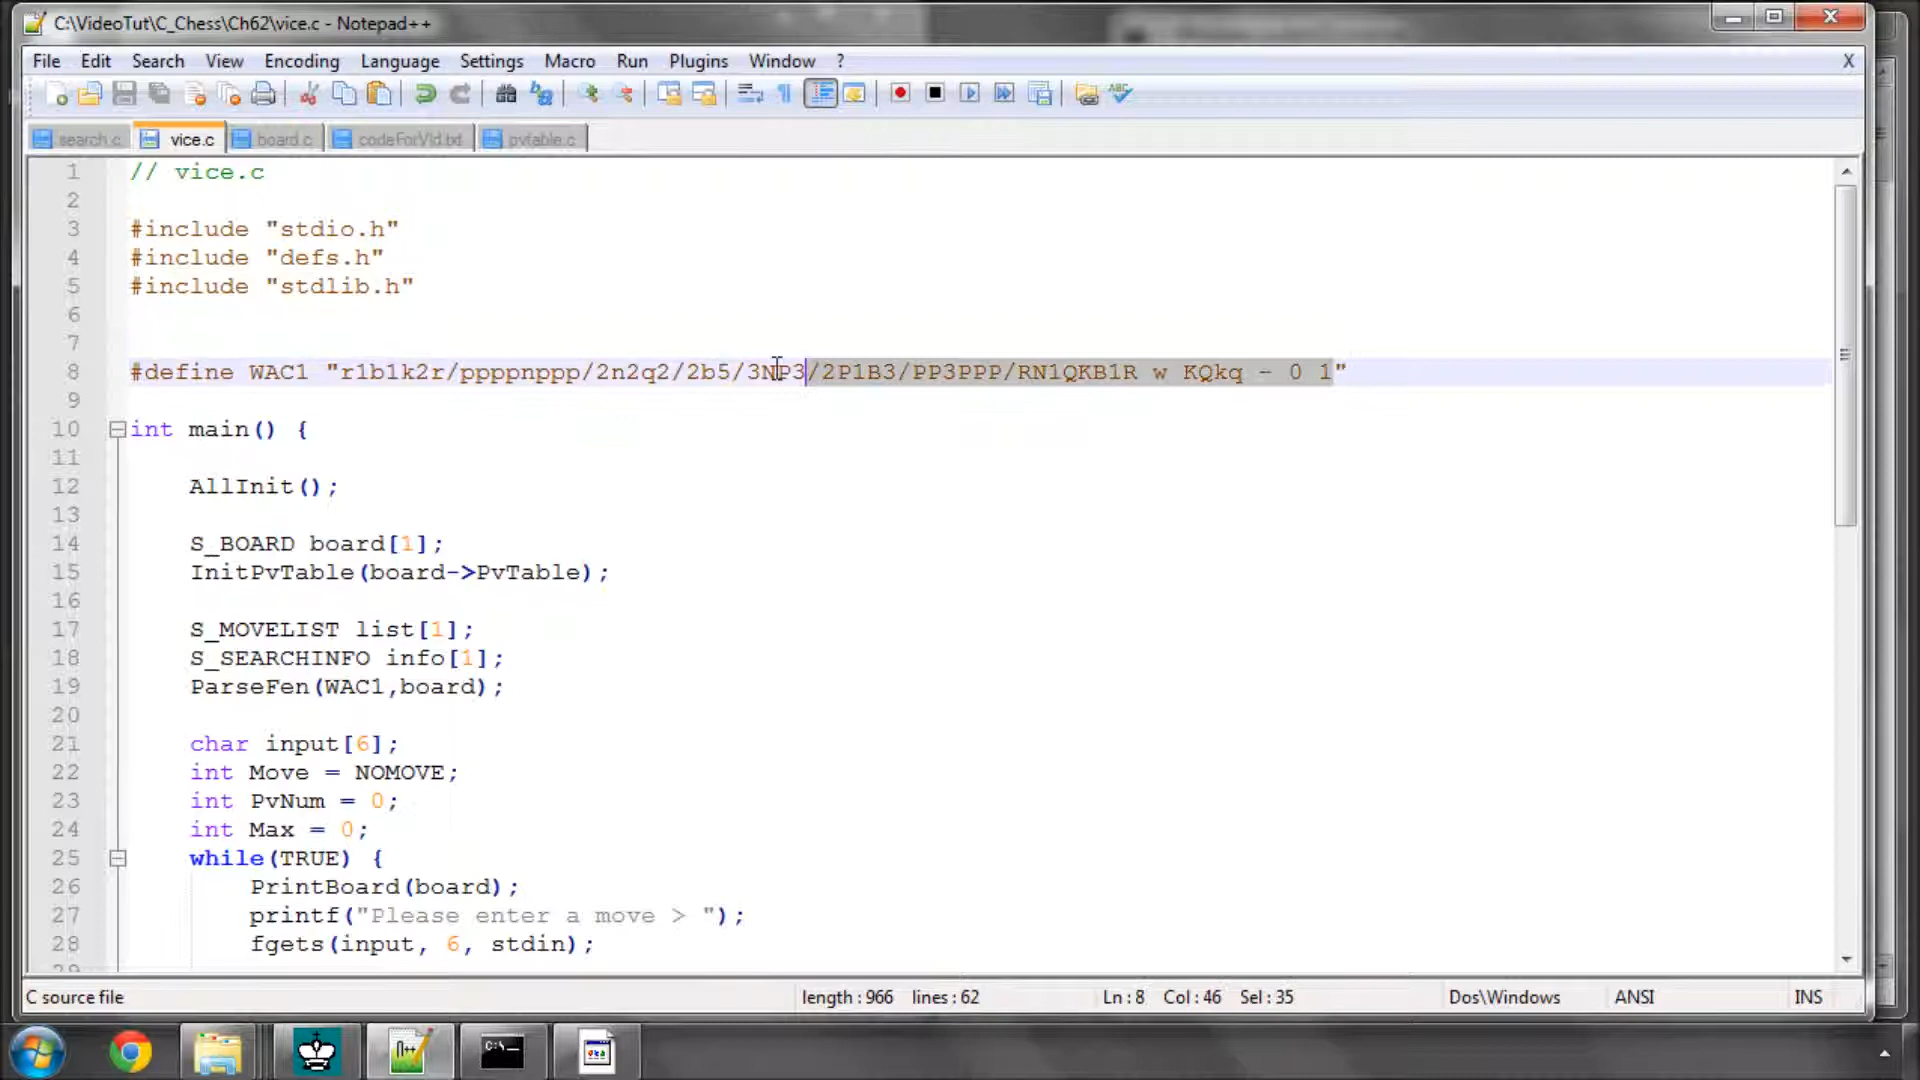 C:\VideoTut\C_Chess\Ch62\vice.c - Notepad++
File Edit Search View Encoding Language Settings Macro Run Plugins Window ? X
search.c vice.c board.c codeForVid.txt pvtable.c
1 // vice.c
2
3 #include "stdio.h"
4 #include "defs.h"
5 #include "stdlib.h"
6
7
8 #define WAC1 "r1b1k2r/ppppnppp/2n2q2/2b5/3NP3/2P1B3/PP3PPP/RN1QKB1R w KQkq - 0 1"
9
10 int main() {
11
12 AllInit();
13
14 S_BOARD board[1];
15 InitPvTable(board->PvTable);
16
17 S_MOVELIST list[1];
18 S_SEARCHINFO info[1];
19 ParseFen(WAC1,board);
20
21 char input[6];
22 int Move = NOMOVE;
23 int PvNum = 0;
24 int Max = 0;
25 while(TRUE) {
26 PrintBoard(board);
27 printf("Please enter a move > ");
28 fgets(input, 6, stdin);
29
C source file length : 966 lines : 62 Ln : 8 Col : 46 Sel : 35 Dos\Windows ANSI INS